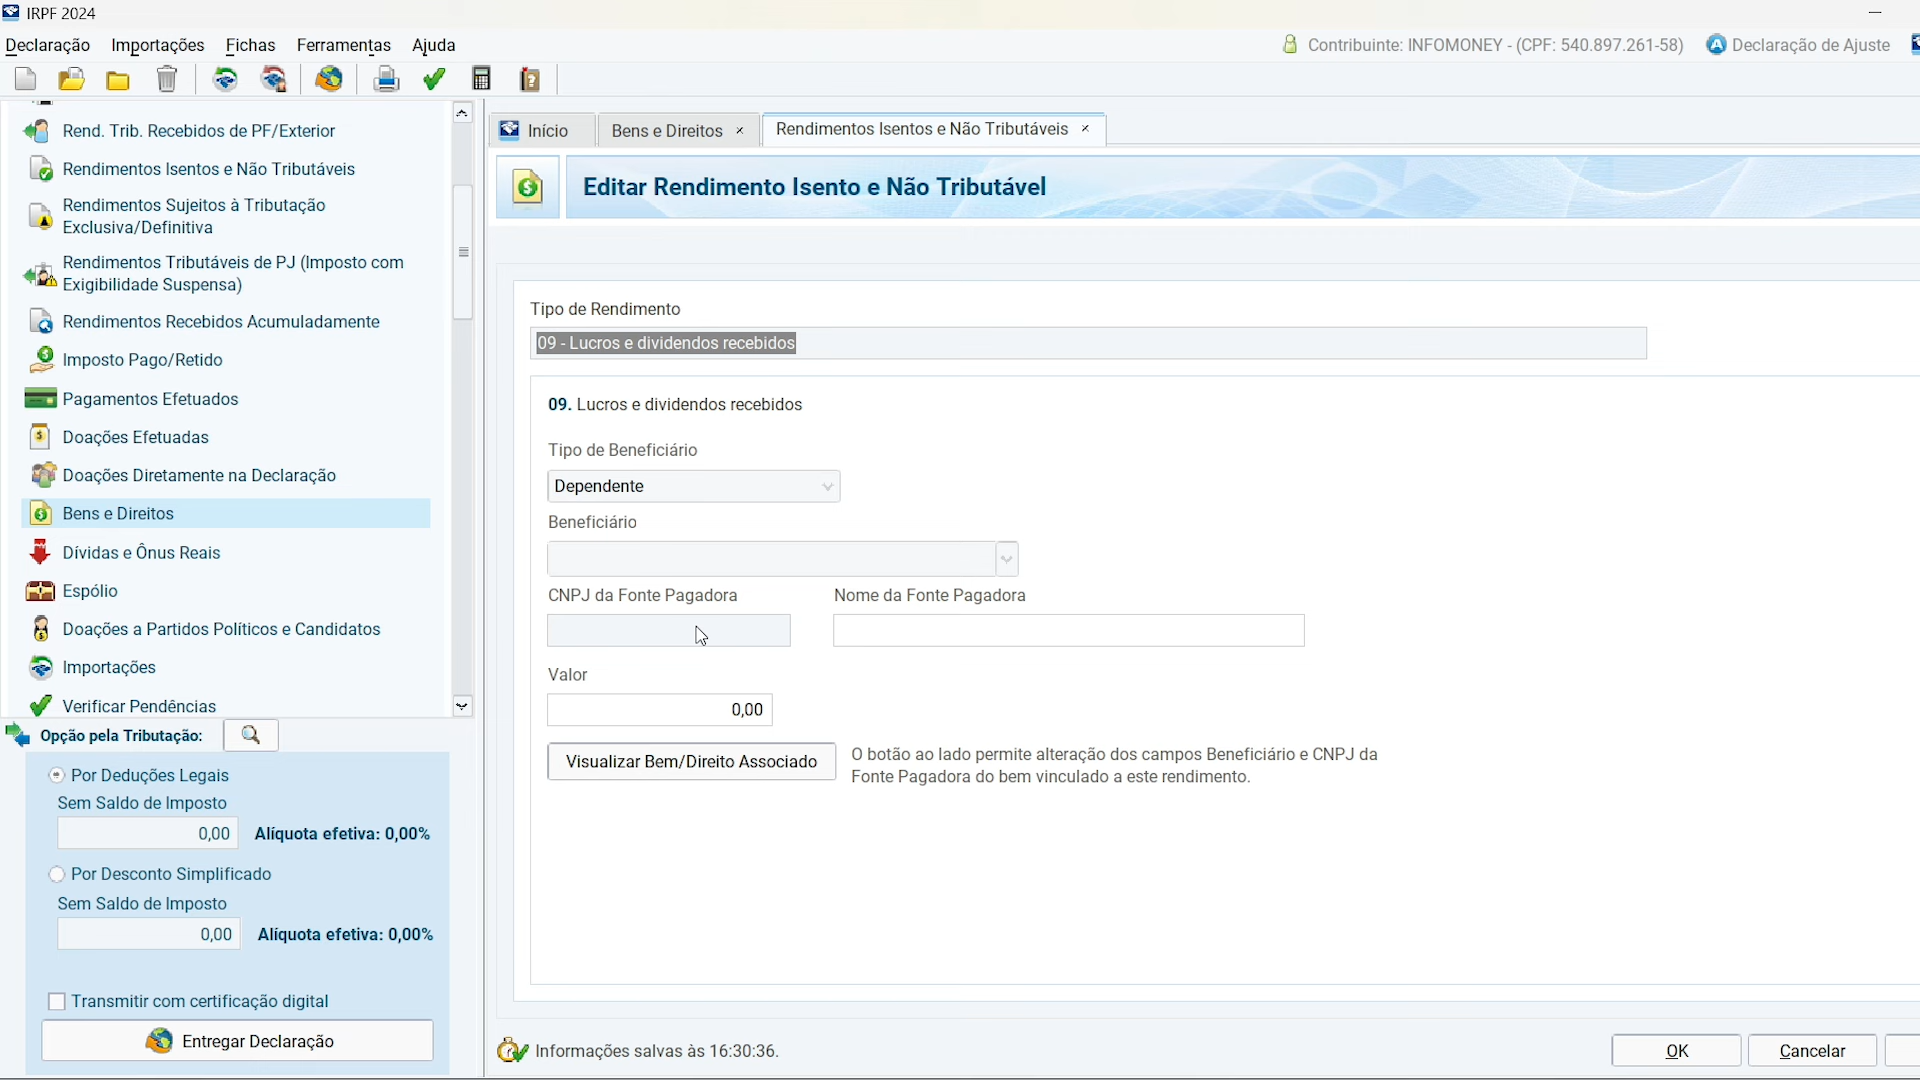 IRPF 2024
Declaração Importações Fichas Ferramentas Ajuda
Contribuinte: INFOMONEY - (CPF: 540.897.261-58) Declaração de Ajuste
Rend. Trib. Recebidos de PF/Exterior
Rendimentos Isentos e Não Tributáveis
Rendimentos Sujeitos à Tributação
Exclusiva/Definitiva
Rendimentos Tributáveis de PJ (Imposto com
Exigibilidade Suspensa)
Rendimentos Recebidos Acumuladamente
Imposto Pago/Retido
Pagamentos Efetuados
Doações Efetuadas
Doações Diretamente na Declaração
Bens e Direitos
Dívidas e Ônus Reais
Espólio
Doações a Partidos Políticos e Candidatos
Importações
Verificar Pendências
Opção pela Tributação:
Por Deduções Legais
Sem Saldo de Imposto
0,00 Alíquota efetiva: 0,00%
Por Desconto Simplificado
Sem Saldo de Imposto
0,00 Alíquota efetiva: 0,00%
Transmitir com certificação digital
Entregar Declaração
Início Bens e Direitos × Rendimentos Isentos e Não Tributáveis ×
Editar Rendimento Isento e Não Tributável
Tipo de Rendimento
09 - Lucros e dividendos recebidos
09. Lucros e dividendos recebidos
Tipo de Beneficiário
Dependente
Beneficiário
CNPJ da Fonte Pagadora Nome da Fonte Pagadora
Valor
0,00
Visualizar Bem/Direito Associado
O botão ao lado permite alteração dos campos Beneficiário e CNPJ da
Fonte Pagadora do bem vinculado a este rendimento.
Informações salvas às 16:30:36.
OK Cancelar